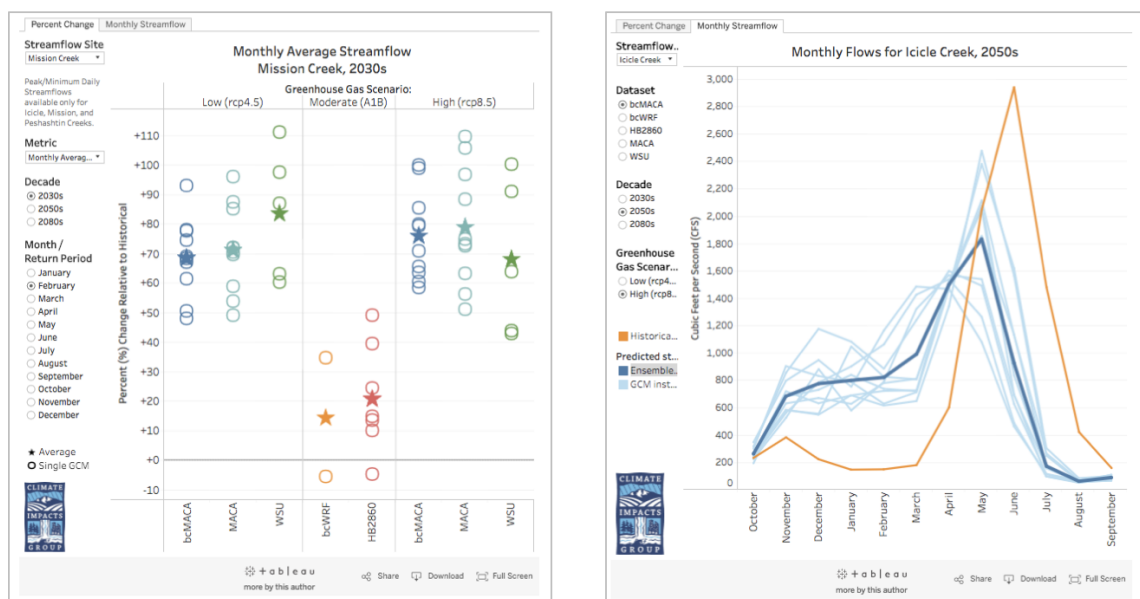 Percent Change
Monthly Streamflow
Streamflow Site
Mission Creek
Peak/Minimum Daily
Streamflows
available only for
Icicle, Mission, and
Peshashtin Creeks.
Metric
Monthly Averag...
Decade
2030s
2050s
2080s
Month /
Return Period
January
February
March
April
May
June
July
August
September
October
November
December
Average
Single GCM
CLIMATE
IMPACTS
GROUP
Monthly Average Streamflow
Mission Creek, 2030s
Greenhouse Gas Scenario:
Low (rcp4.5)
Moderate (A1B)
High (rcp8.5)
Percent (%) Change Relative to Historical
+110
+100
+90
+80
+70
+60
+50
+40
+30
+20
+10
+0
-10
bcMACA
MACA
WSU
bcWRF
HB2860
bcMACA
MACA
WSU
+ a b | e a u
more by this author
Share
Download
Full Screen
Percent Change
Monthly Streamflow
Streamflow..
Icicle Creek
Dataset
bcMACA
bcWRF
HB2860
MACA
WSU
Decade
2030s
2050s
2080s
Greenhouse
Gas Scenar...
Low (rcp4...
High (rcp8..
Historica...
Predicted st...
Ensemble..
GCM inst...
CLIMATE
IMPACTS
GROUP
Monthly Flows for Icicle Creek, 2050s
Cubic Feet per Second (CFS)
3,000
2,800
2,600
2,400
2,200
2,000
1,800
1,600
1,400
1,200
1,000
800
600
400
200
0
October
November
December
January
February
March
April
May
June
July
August
September
+ a b | e a u
more by this author
Share
Download
Full Screen